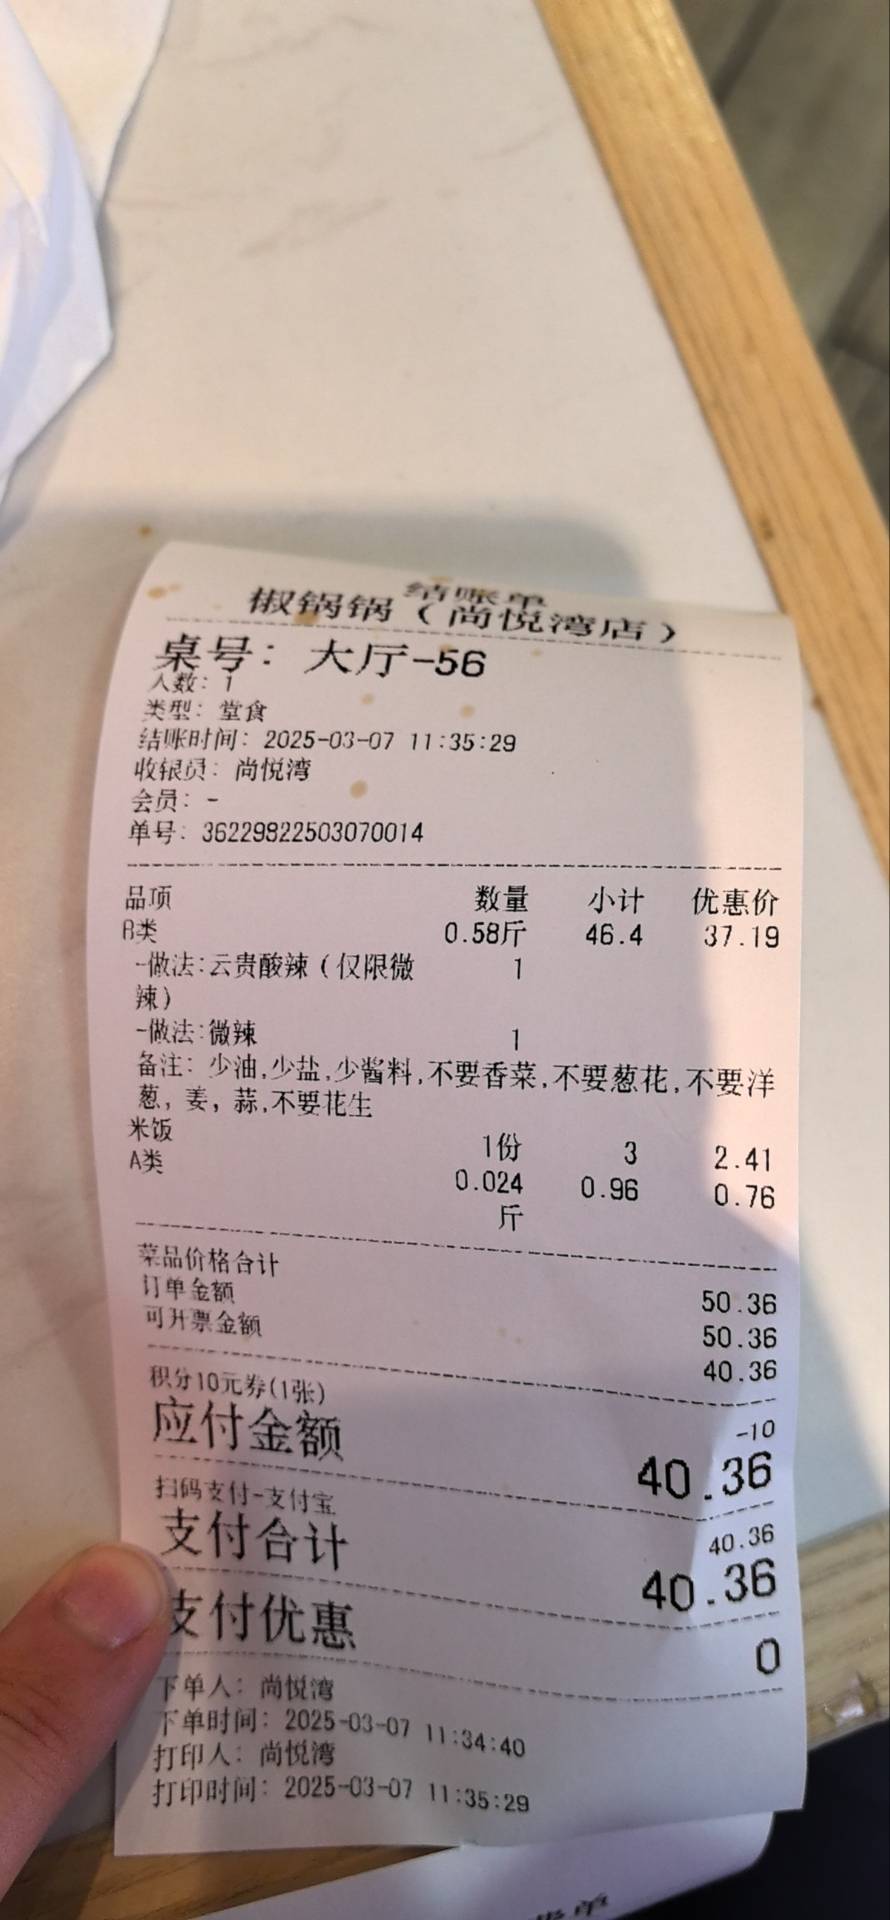 结账单
椒锅锅（尚悦湾店）
桌号： 大厅-56
人数：1
类型：堂食
结账时间：2025-03-07 11:35:29
收银员：尚悦湾
会员：-
单号：36229822503070014
品项 数量 小计 优惠价
B类 0.58斤 46.4 37.19
-做法:云贵酸辣（仅限微 1
辣）
-做法:微辣 1
备注：少油,少盐,少酱料,不要香菜,不要葱花,不要洋
葱，姜，蒜,不要花生
米饭 1份 3 2.41
A类 0.024 0.96 0.76
斤
菜品价格合计 50.36
订单金额 50.36
可开票金额 40.36
积分10元券(1张) -10
应付金额 40.36
扫码支付-支付宝 40.36
支付合计 40.36
支付优惠 0
下单人：尚悦湾
下单时间：2025-03-07 11:34:40
打印人：尚悦湾
打印时间：2025-03-07 11:35:29
账单